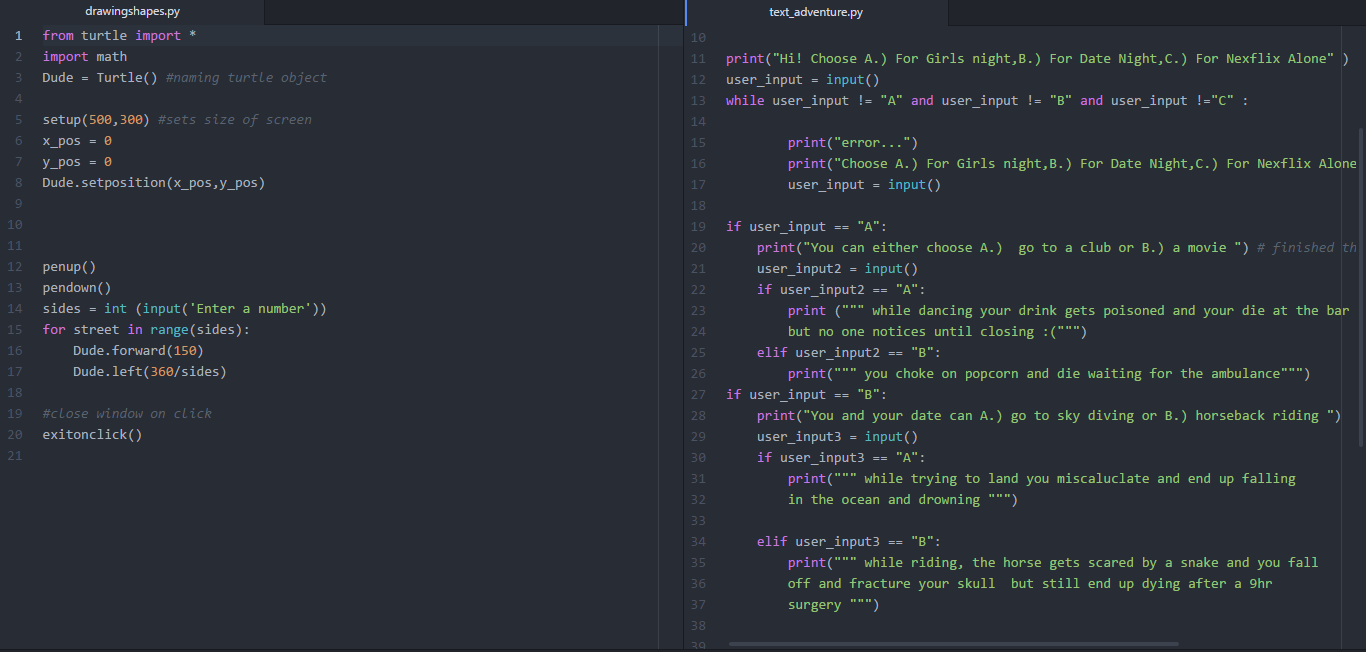 drawingshapes.py
1 from turtle import *
2 import math
3 Dude = Turtle() #naming turtle object
4
5 setup(500,300) #sets size of screen
6 x_pos = 0
7 y_pos = 0
8 Dude.setposition(x_pos,y_pos)
9
10
11
12 penup()
13 pendown()
14 sides = int (input('Enter a number'))
15 for street in range(sides):
16 Dude.forward(150)
17 Dude.left(360/sides)
18
19 #close window on click
20 exitonclick()
21
text_adventure.py
10
11 print("Hi! Choose A.) For Girls night,B.) For Date Night,C.) For Nexflix Alone" )
12 user_input = input()
13 while user_input != "A" and user_input != "B" and user_input !="C" :
14
15 print("error...")
16 print("Choose A.) For Girls night,B.) For Date Night,C.) For Nexflix Alone
17 user_input = input()
18
19 if user_input == "A":
20 print("You can either choose A.)  go to a club or B.) a movie ") # finished th
21 user_input2 = input()
22 if user_input2 == "A":
23 print (""" while dancing your drink gets poisoned and your die at the bar
24 but no one notices until closing :(""")
25 elif user_input2 == "B":
26 print(""" you choke on popcorn and die waiting for the ambulance""")
27 if user_input == "B":
28 print("You and your date can A.) go to sky diving or B.) horseback riding ")
29 user_input3 = input()
30 if user_input3 == "A":
31 print(""" while trying to land you miscaluclate and end up falling
32 in the ocean and drowning """)
33
34 elif user_input3 == "B":
35 print(""" while riding, the horse gets scared by a snake and you fall
36 off and fracture your skull  but still end up dying after a 9hr
37 surgery """)
38
39